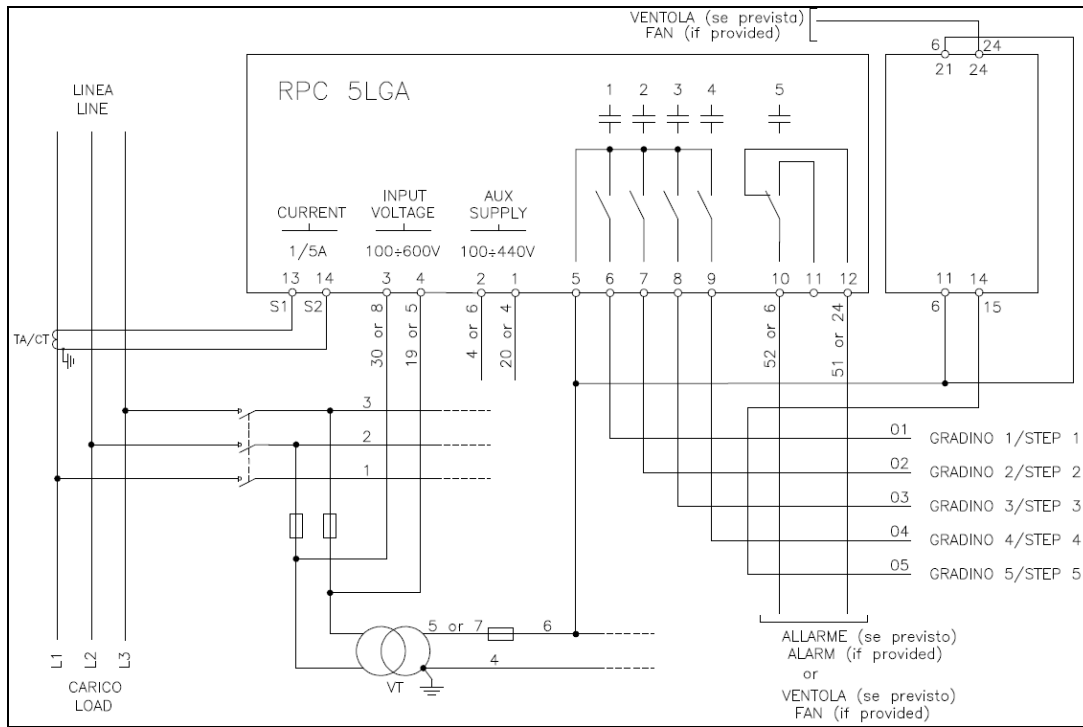 VENTOLA (se prevista)
FAN (if provided)
6 24
21 24
LINEA
LINE
RPC 5LGA
1 2 3 4 5
CURRENT
1/5A
INPUT
VOLTAGE
100÷600V
AUX
SUPPLY
100÷440V
13 14 3 4 2 1 5 6 7 8 9 10 11 12
11 14
6 15
S1 S2
30 or 8
19 or 5
4 or 6
20 or 4
52 or 6
51 or 24
TA/CT
3
2
1
01 GRADINO 1/STEP 1
02 GRADINO 2/STEP 2
03 GRADINO 3/STEP 3
04 GRADINO 4/STEP 4
05 GRADINO 5/STEP 5
5 or 7 6
4
VT
L1 L2 L3
CARICO
LOAD
ALLARME (se previsto)
ALARM (if provided)
or
VENTOLA (se previsto)
FAN (if provided)